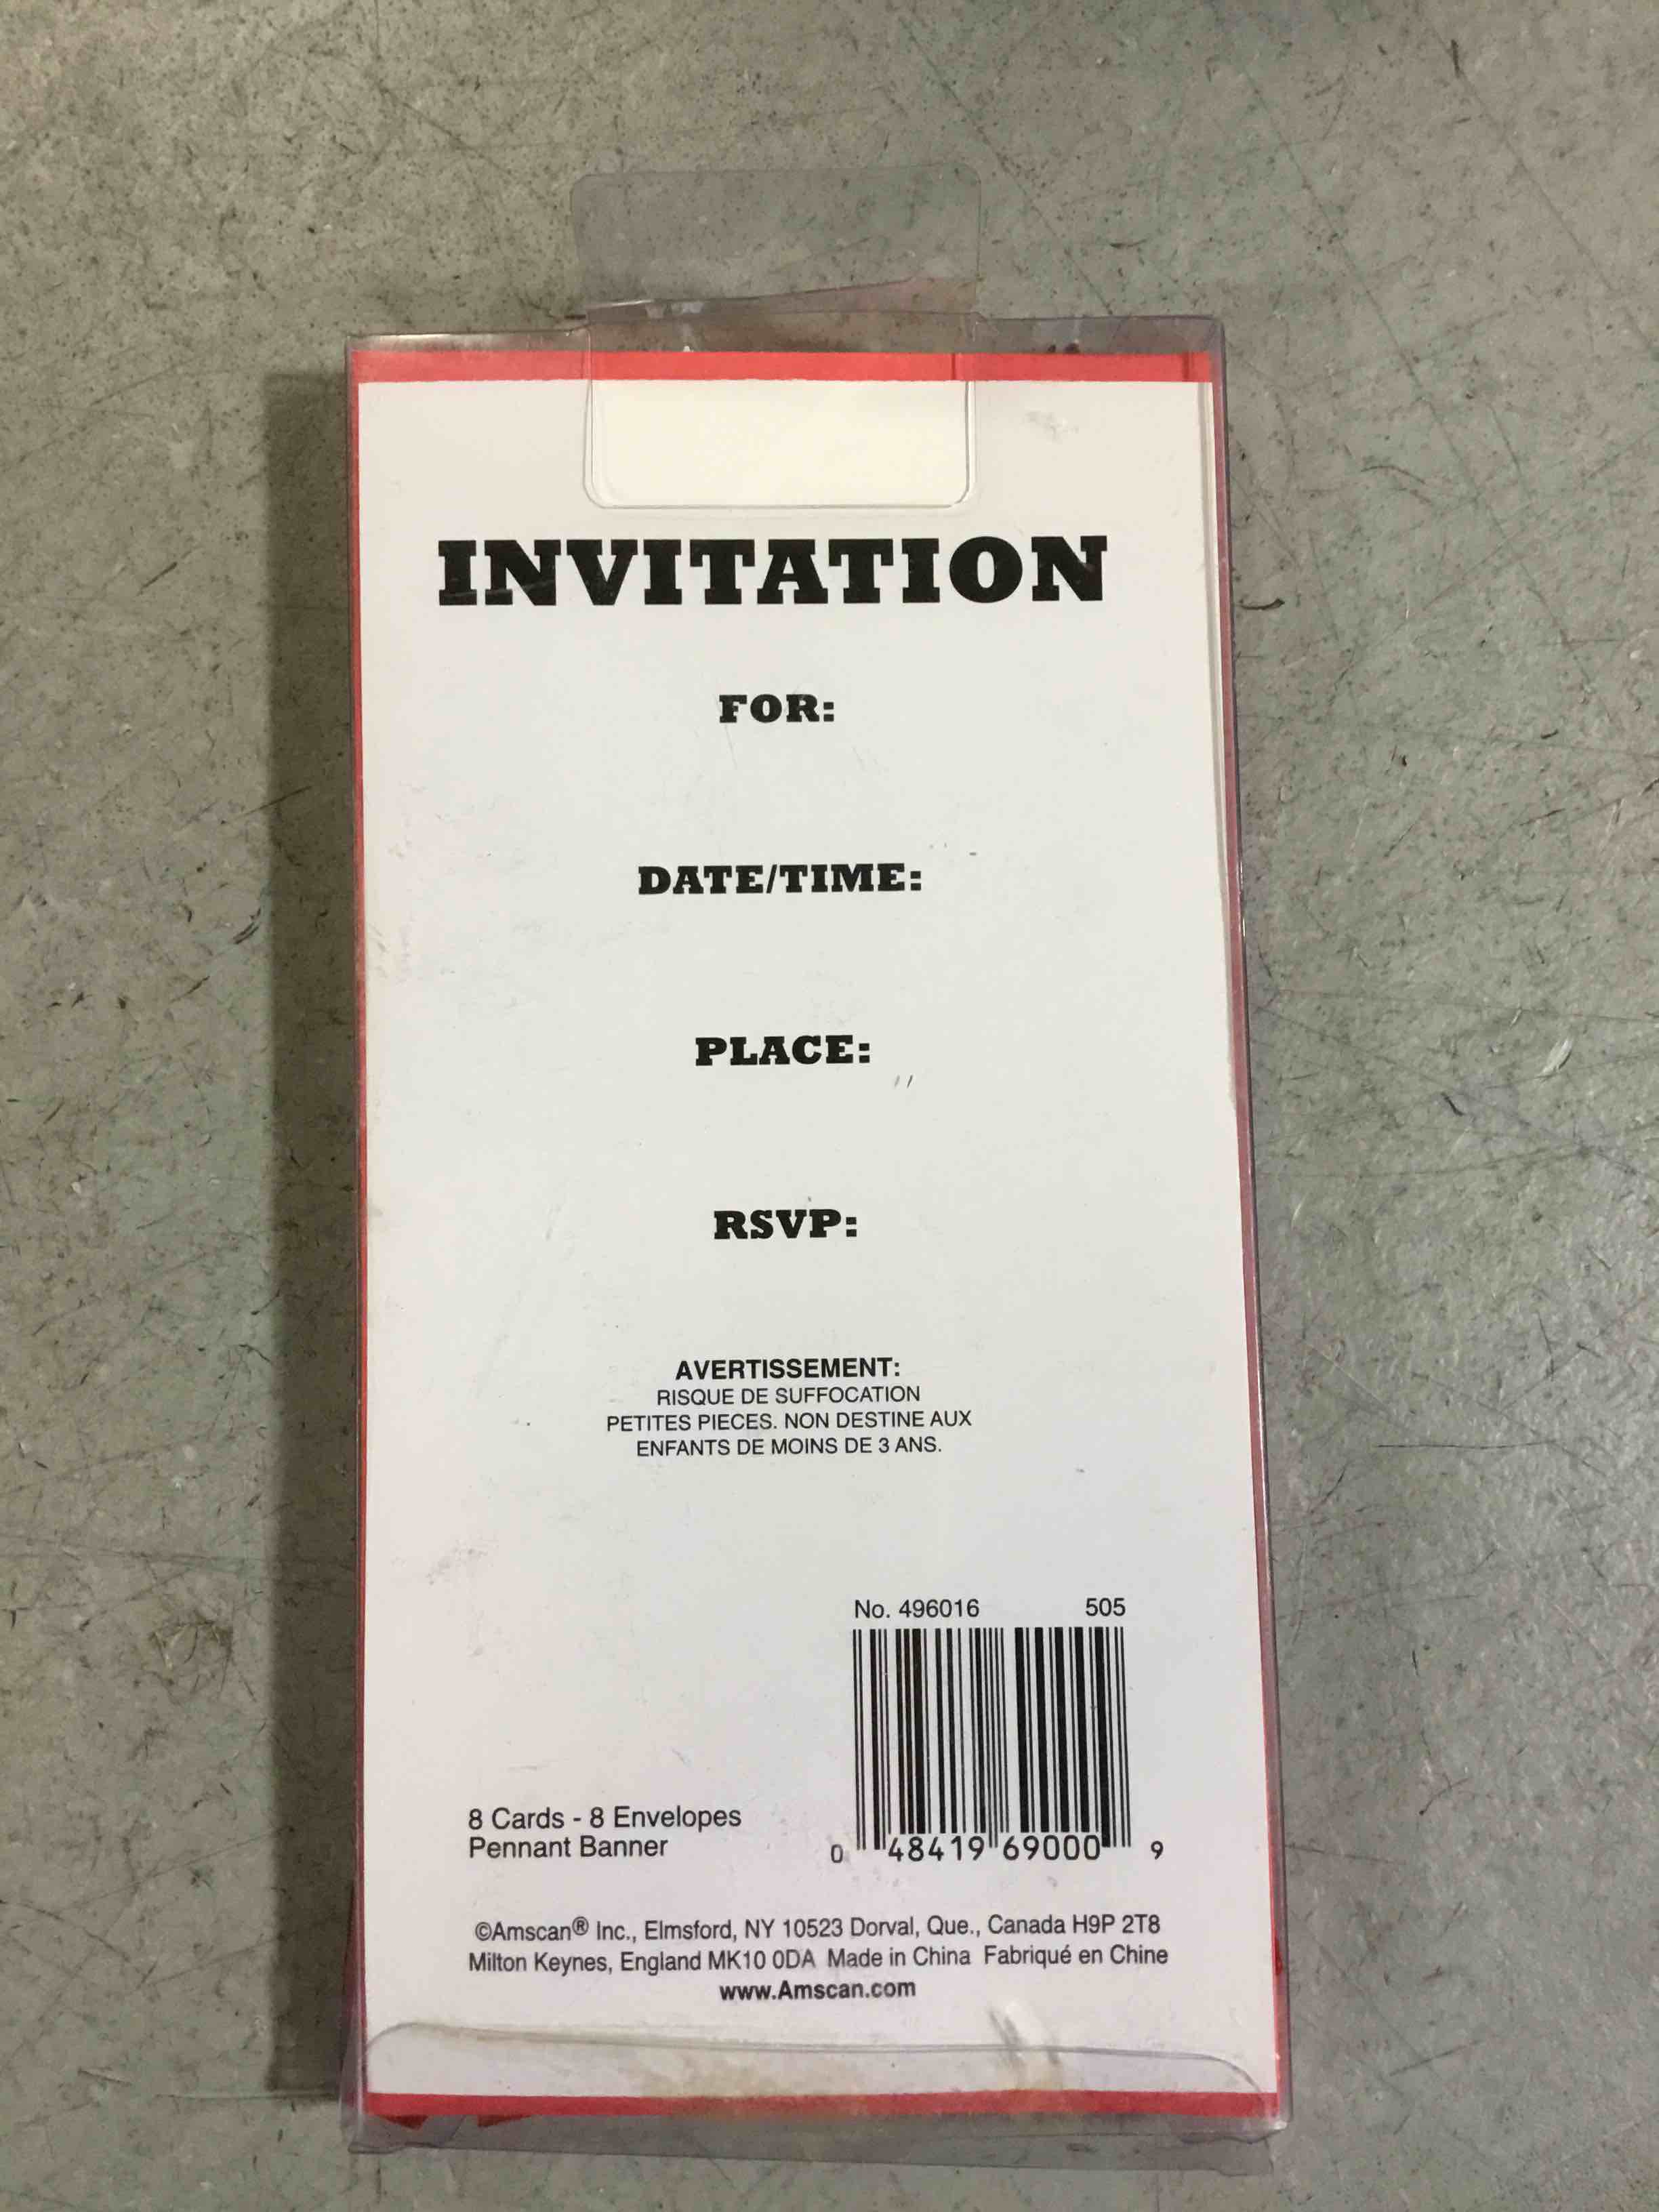 INVITATION
FOR:
DATE/TIME:
PLACE:
RSVP:
AVERTISSEMENT:
RISQUE DE SUFFOCATION
PETITES PIECES. NON DESTINE AUX
ENFANTS DE MOINS DE 3 ANS.
No. 496016 505
8 Cards - 8 Envelopes
Pennant Banner
0 48419 69000 9
©Amscan® Inc., Elmsford, NY 10523 Dorval, Que., Canada H9P 2T8
Milton Keynes, England MK10 0DA Made in China Fabriqué en Chine
www.Amscan.com